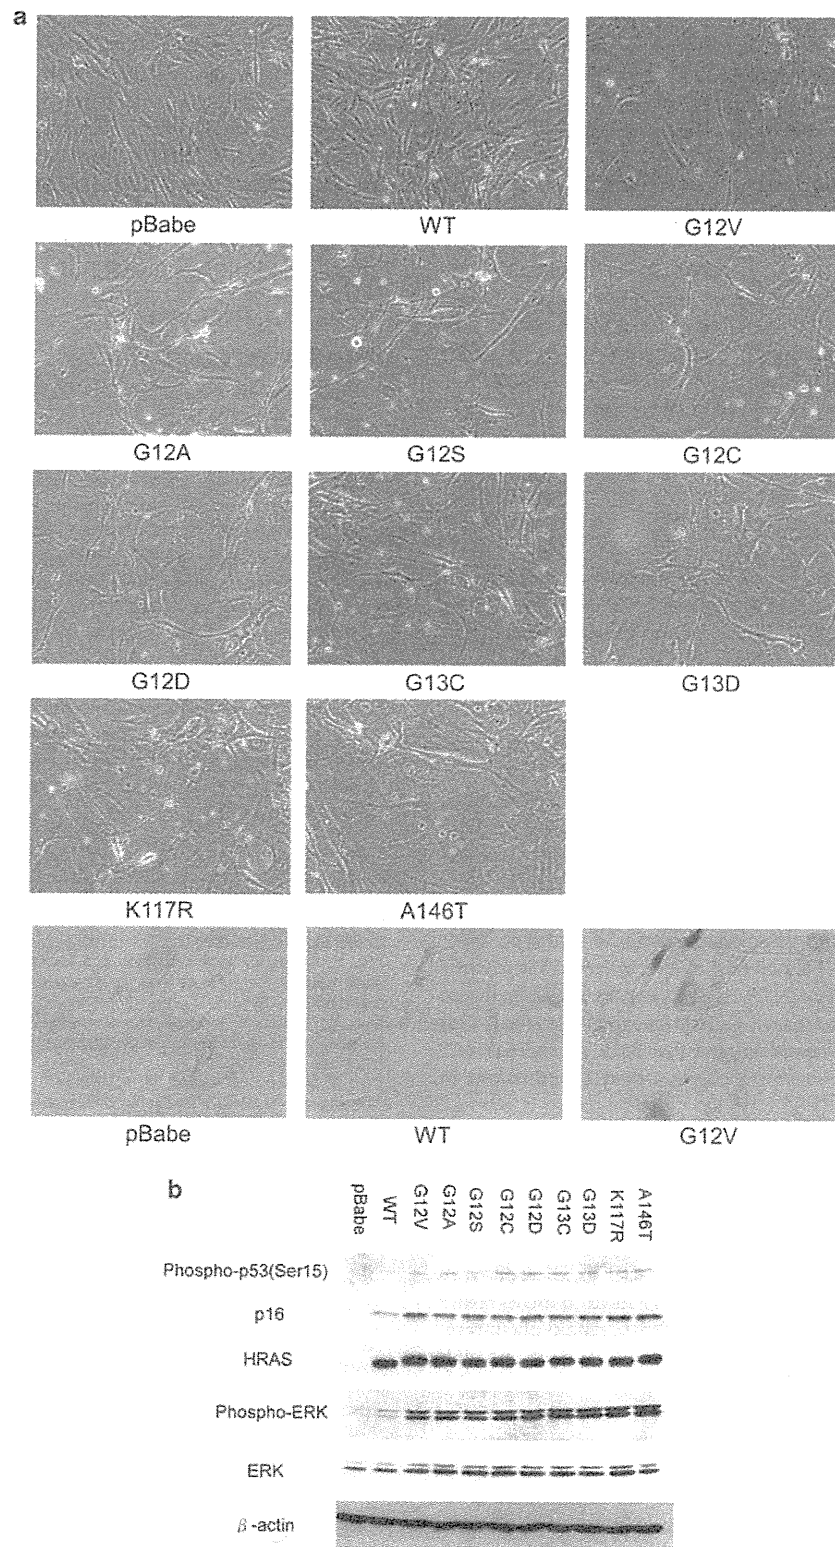 a
pBabe WT G12V
G12A G12S G12C
G12D G13C G13D
K117R A146T
pBabe WT G12V
b
pBabe WT G12V G12A G12S G12C G12D G13C G13D K117R A146T
Phospho-p53(Ser15)
p16
HRAS
Phospho-ERK
ERK
β-actin